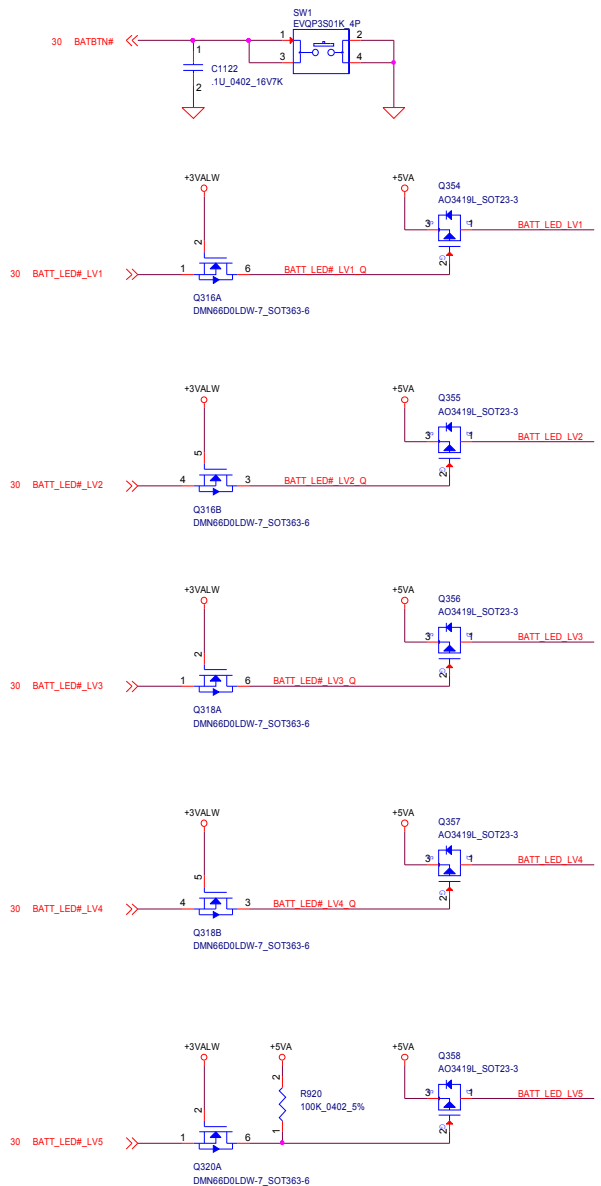 SW1
EVQP3S01K_4P
30 BATBTN# 1 2
3 4
1
C1122
.1U_0402_16V7K
2
+3VALW +5VA Q354
AO3419L_SOT23-3
3 1 BATT_LED_LV1
2
G
2
30 BATT_LED#_LV1 1 6 BATT_LED#_LV1_Q
Q316A
DMN66D0LDW-7_SOT363-6
+3VALW +5VA Q355
AO3419L_SOT23-3
3 1 BATT_LED_LV2
5
G
2
30 BATT_LED#_LV2 4 3 BATT_LED#_LV2_Q
Q316B
DMN66D0LDW-7_SOT363-6
+3VALW +5VA Q356
AO3419L_SOT23-3
3 1 BATT_LED_LV3
2
G
2
30 BATT_LED#_LV3 1 6 BATT_LED#_LV3_Q
Q318A
DMN66D0LDW-7_SOT363-6
+3VALW +5VA Q357
AO3419L_SOT23-3
3 1 BATT_LED_LV4
5
G
2
30 BATT_LED#_LV4 4 3 BATT_LED#_LV4_Q
Q318B
DMN66D0LDW-7_SOT363-6
+3VALW +5VA +5VA Q358
AO3419L_SOT23-3
2 R920 3 1 BATT_LED_LV5
100K_0402_5%
2 1
G
2
30 BATT_LED#_LV5 1 6
Q320A
DMN66D0LDW-7_SOT363-6